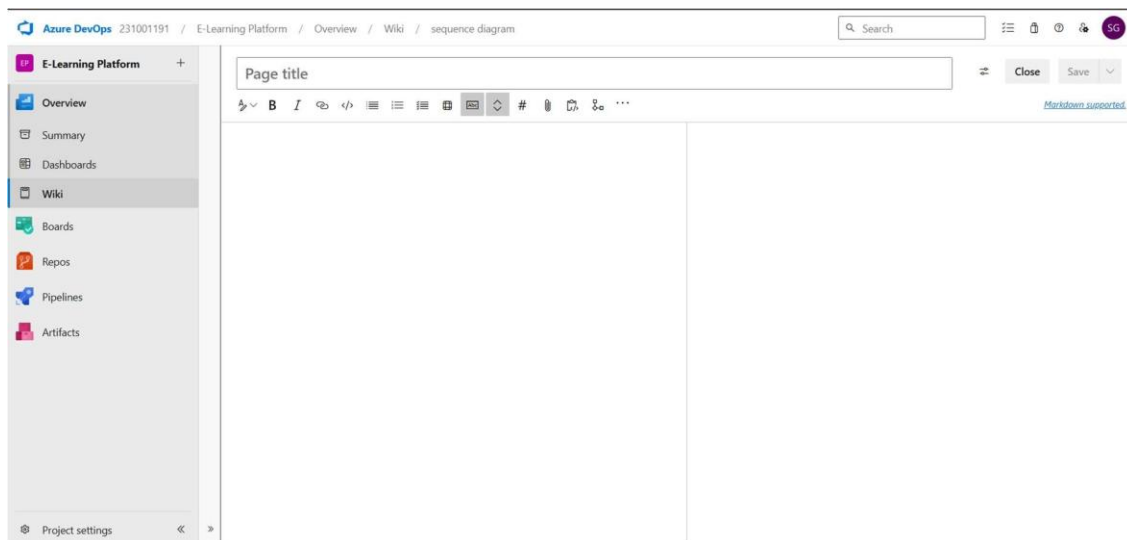 Azure DevOps 231001191 / E-Learning Platform / Overview / Wiki / sequence diagram
Search
SG
EP E-Learning Platform +
Page title
Close
Save
Overview
B I </> # ...
Markdown supported.
Summary
Dashboards
Wiki
Boards
Repos
Pipelines
Artifacts
Project settings